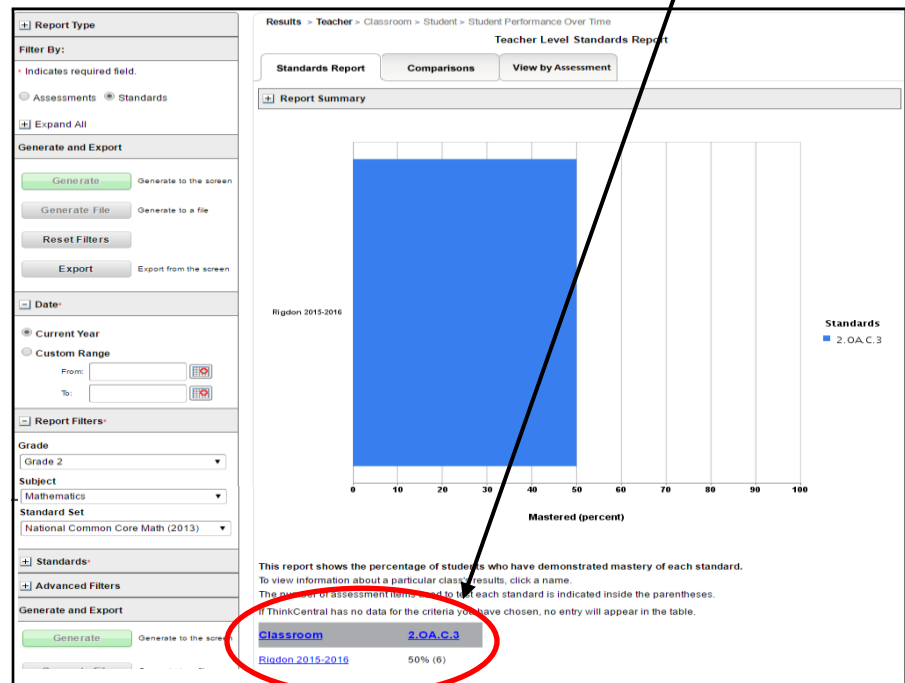 Report Type
Filter By:
* Indicates required field.
Assessments Standards
Expand All
Generate and Export
Generate Generate to the screen
Generate File Generate to a file
Reset Filters
Export Export from the screen
Date*
Current Year
Custom Range
From:
To:
Report Filters*
Grade
Grade 2
Subject
Mathematics
Standard Set
National Common Core Math (2013)
Standards*
Advanced Filters
Generate and Export
Generate Generate to the screen
Results > Teacher > Classroom > Student > Student Performance Over Time
Teacher Level Standards Report
Standards Report Comparisons View by Assessment
Report Summary
Rigdon 2015-2016
0 10 20 30 40 50 60 70 80 90 100
Mastered (percent)
Standards
2.OA.C.3
This report shows the percentage of students who have demonstrated mastery of each standard.
To view information about a particular class's results, click a name.
The number of assessment items used to test each standard is indicated inside the parentheses.
If ThinkCentral has no data for the criteria you have chosen, no entry will appear in the table.
Classroom 2.OA.C.3
Rigdon 2015-2016 50% (6)